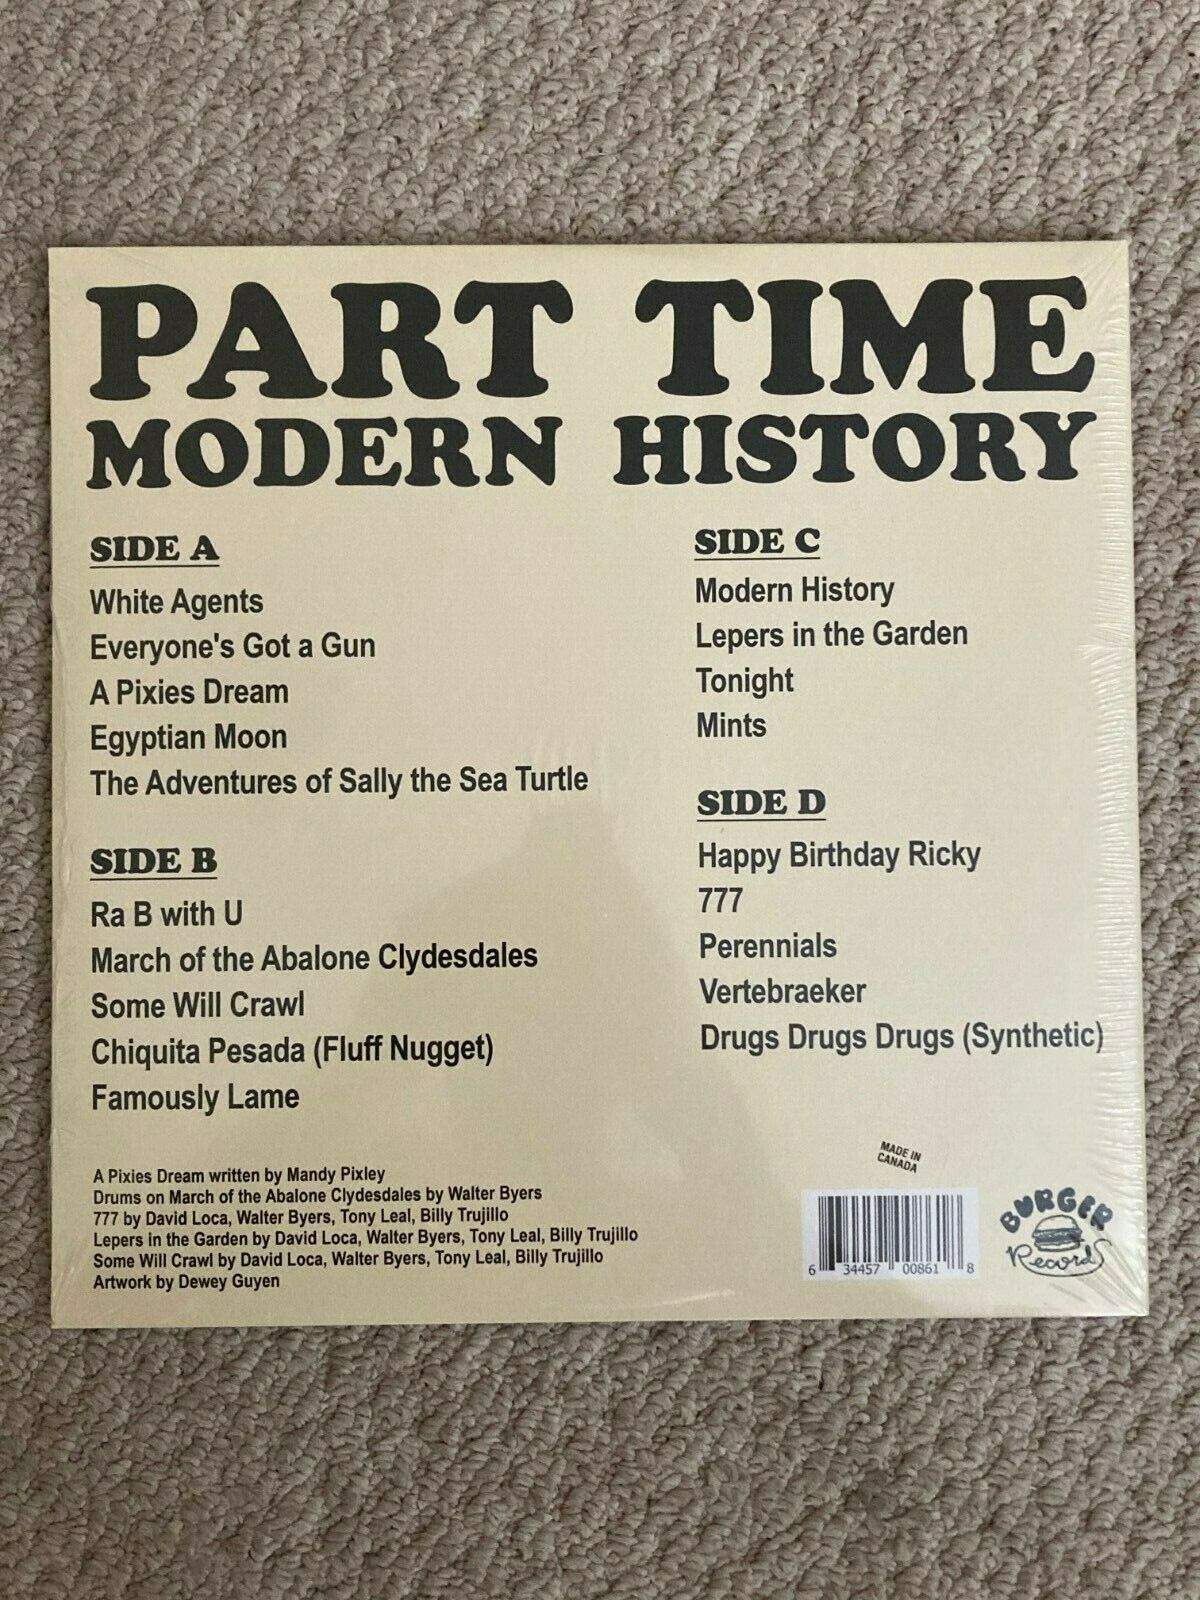 PART TIME
MODERN HISTORY
SIDE A
White Agents
Everyone's Got a Gun
A Pixies Dream
Egyptian Moon
The Adventures of Sally the Sea Turtle
SIDE B
Ra B with U
March of the Abalone Clydesdales
Some Will Crawl
Chiquita Pesada (Fluff Nugget)
Famously Lame
SIDE C
Modern History
Lepers in the Garden
Tonight
Mints
SIDE D
Happy Birthday Ricky
777
Perennials
Vertebraeker
Drugs Drugs Drugs (Synthetic)
A Pixies Dream written by Mandy Pixley
Drums on March of the Abalone Clydesdales by Walter Byers
777 by David Loca, Walter Byers, Tony Leal, Billy Trujillo
Lepers in the Garden by David Loca, Walter Byers, Tony Leal, Billy Trujillo
Some Will Crawl by David Loca, Walter Byers, Tony Leal, Billy Trujillo
Artwork by Dewey Guyen
MADE IN
CANADA
6 34457 00861 8
BURGER
Records